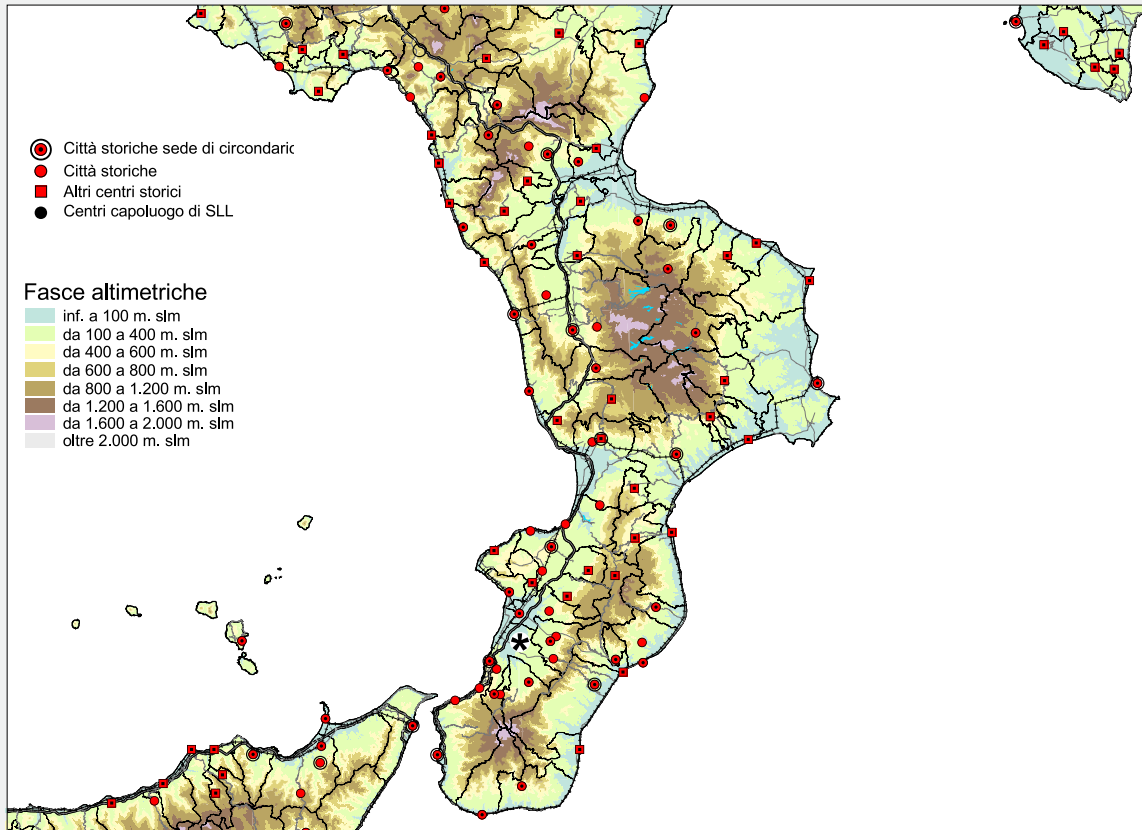 Città storiche sede di circondario
Città storiche
Altri centri storici
Centri capoluogo di SLL
Fasce altimetriche
inf. a 100 m. slm
da 100 a 400 m. slm
da 400 a 600 m. slm
da 600 a 800 m. slm
da 800 a 1.200 m. slm
da 1.200 a 1.600 m. slm
da 1.600 a 2.000 m. slm
oltre 2.000 m. slm
*